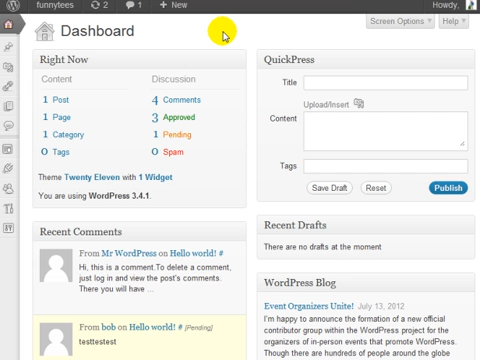 funnytees 2 1 + New Howdy,
Dashboard
Screen Options Help
Right Now
Content Discussion
1 Post 4 Comments
1 Page 3 Approved
1 Category 1 Pending
0 Tags 0 Spam
Theme Twenty Eleven with 1 Widget
You are using WordPress 3.4.1.
Recent Comments
From Mr WordPress on Hello world! #
Hi, this is a comment.To delete a comment,
just log in and view the post's comments.
There you will have ...
From bob on Hello world! # [Pending]
testtestest
QuickPress
Title
Upload/Insert
Content
Tags
Save Draft Reset Publish
Recent Drafts
There are no drafts at the moment
WordPress Blog
Event Organizers Unite! July 13, 2012
I'm happy to announce the formation of a new official
contributor group within the WordPress project for the
organizers of in-person events that promote WordPress.
Though there are hundreds of people around the globe